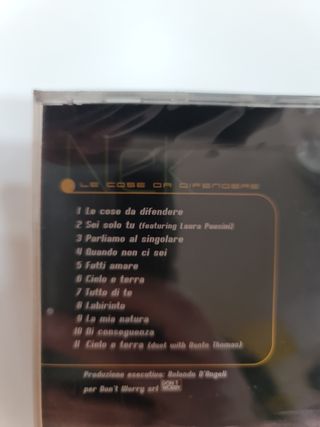 Nek
LE COSE DA DIFENDERE
1 Le cose da difendere
2 Sei solo tu (featuring Laura Pausini)
3 Parliamo al singolare
4 Quando non ci sei
5 Fatti amare
6 Cielo e terra
7 Tutto di te
8 Labirinto
9 La mia natura
10 Di conseguenza
11 Cielo e terra (duet with Dante Thomas)
Produzione esecutiva: Rolando D'Angeli
per Don't Worry srl DON'T WORRY